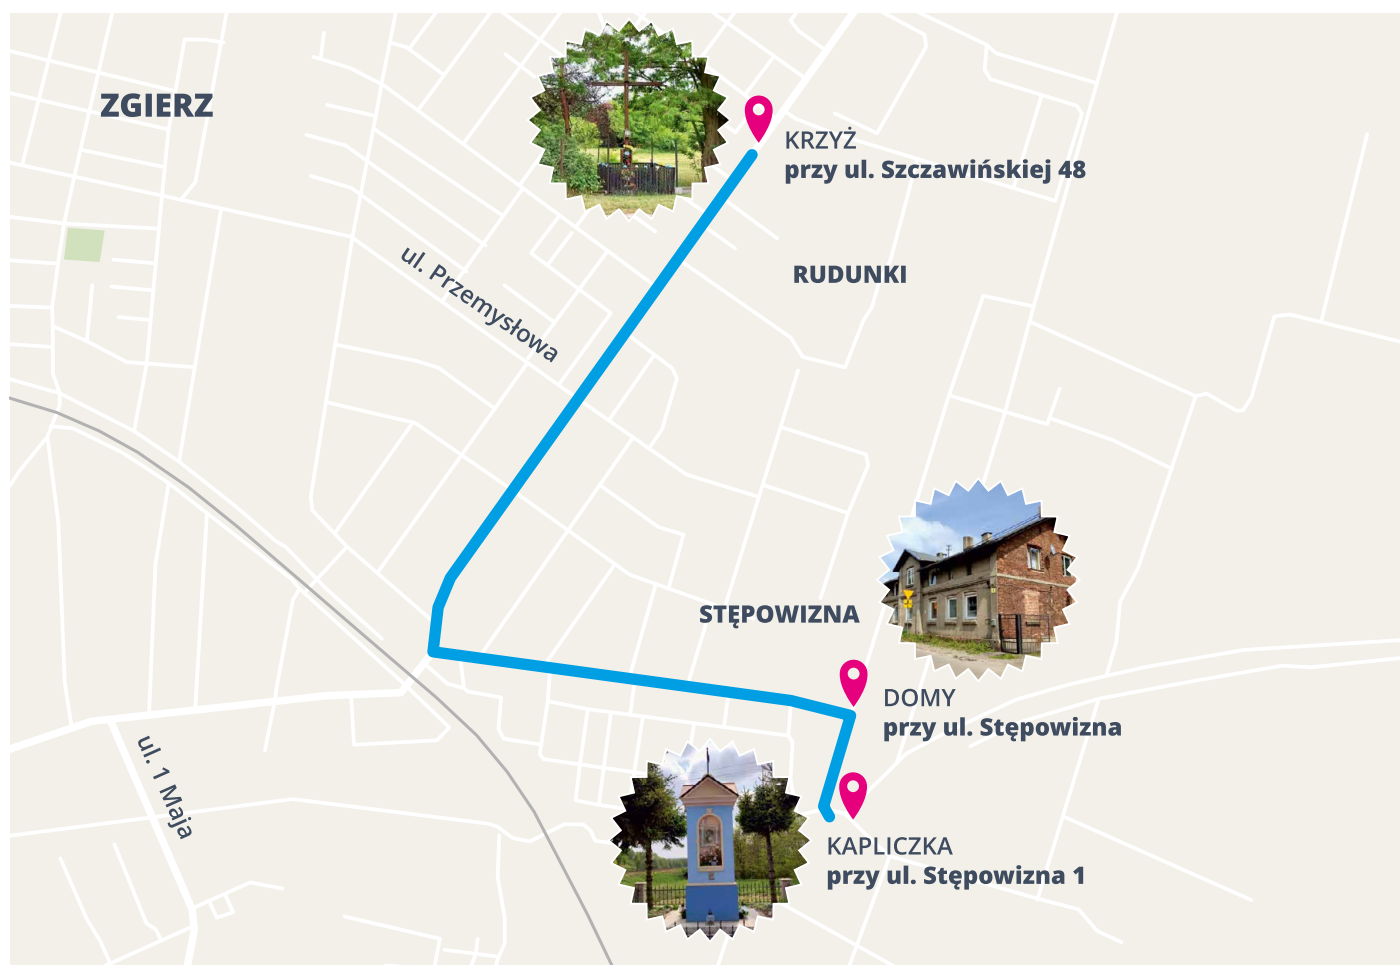 ZGIERZ
KRZYŻ
przy ul. Szczawińskiej 48
RUDUNKI
ul. Przemysłowa
STĘPOWIZNA
DOMY
przy ul. Stępowizna
ul. 1 Maja
KAPLICZKA
przy ul. Stępowizna 1